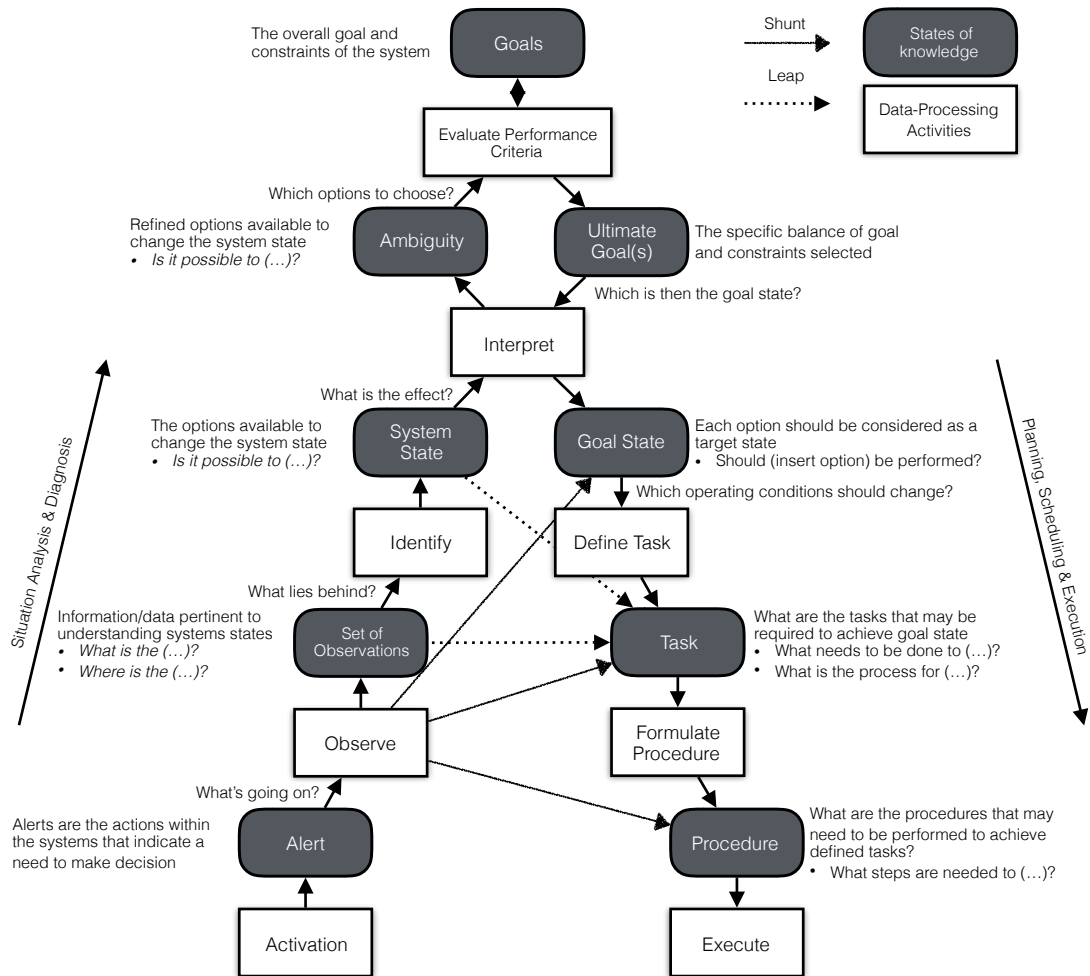 The overall goal and
constraints of the system
Goals
Shunt
Leap
States of
knowledge
Data-Processing
Activities
Evaluate Performance
Criteria
Which options to choose?
Refined options available to
change the system state
• Is it possible to (…)?
Ambiguity
Ultimate
Goal(s)
The specific balance of goal
and constraints selected
Which is then the goal state?
Interpret
What is the effect?
The options available to
change the system state
• Is it possible to (…)?
System
State
Goal State
Each option should be considered as a
target state
• Should (insert option) be performed?
Which operating conditions should change?
Identify
Define Task
What lies behind?
Information/data pertinent to
understanding systems states
• What is the (…)?
• Where is the (…)?
Set of
Observations
Task
What are the tasks that may be
required to achieve goal state
• What needs to be done to (…)?
• What is the process for (…)?
Situation Analysis & Diagnosis
Planning, Scheduling & Execution
Observe
Formulate
Procedure
What's going on?
Alerts are the actions within
the systems that indicate a
need to make decision
Alert
Procedure
What are the procedures that may
need to be performed to achieve
defined tasks?
• What steps are needed to (…)?
Activation
Execute